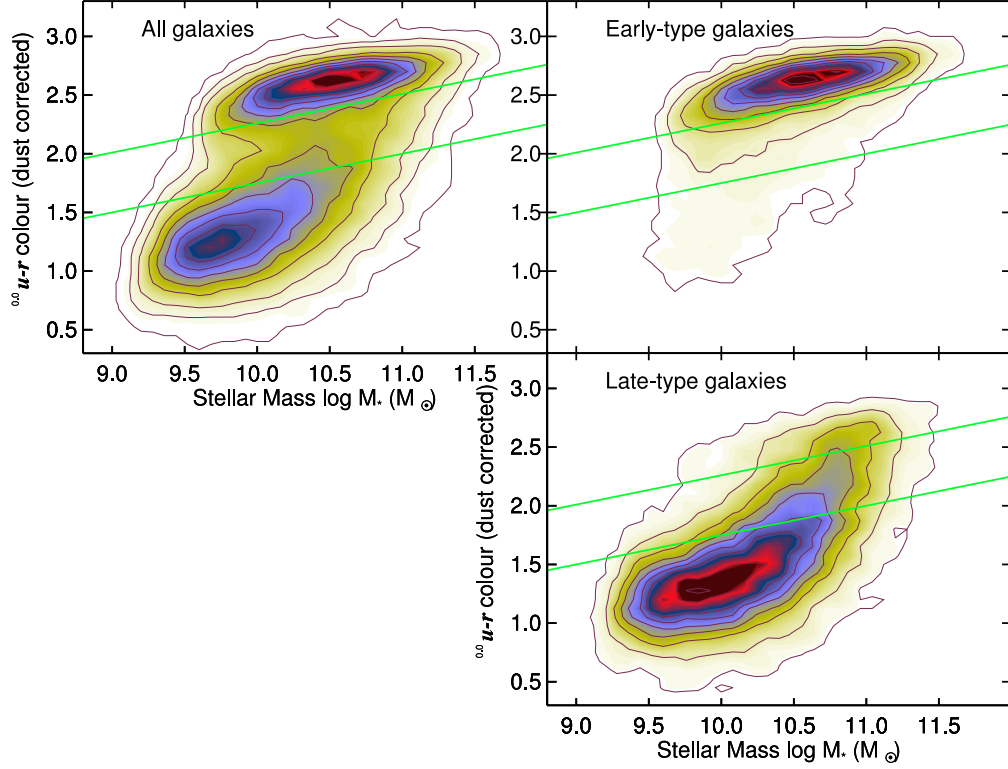 All galaxies
Early-type galaxies
3.0
2.5
2.0
1.5
1.0
0.5
⁰·⁰u-r colour (dust corrected)
3.0
2.5
2.0
1.5
1.0
0.5
9.0 9.5 10.0 10.5 11.0 11.5
Stellar Mass log M* (M⊙)
Late-type galaxies
3.0
2.5
2.0
1.5
1.0
0.5
⁰·⁰u-r colour (dust corrected)
9.0 9.5 10.0 10.5 11.0 11.5
Stellar Mass log M* (M⊙)